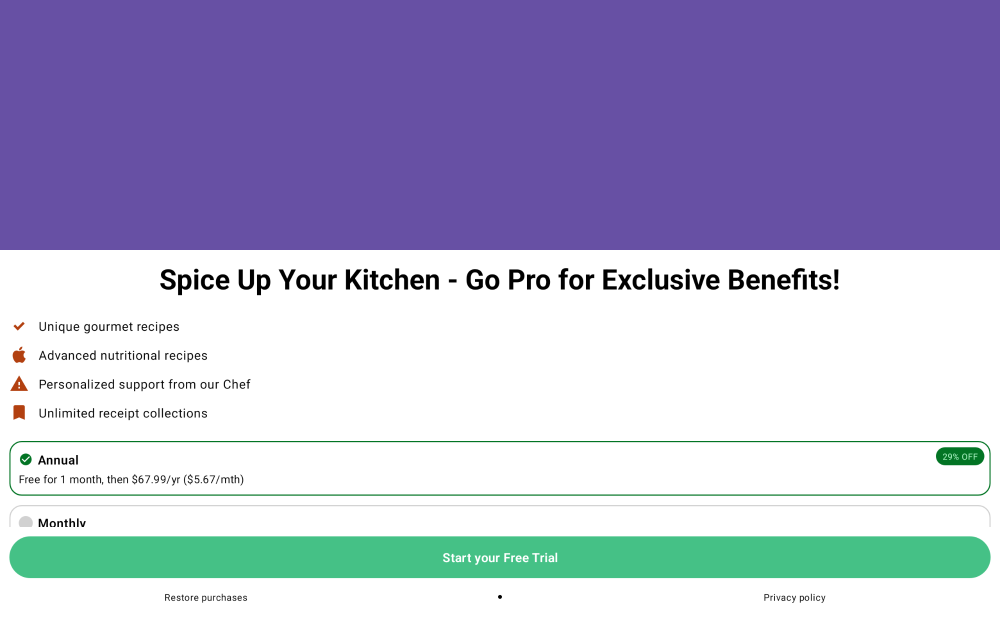 Spice Up Your Kitchen - Go Pro for Exclusive Benefits!
Unique gourmet recipes
Advanced nutritional recipes
Personalized support from our Chef
Unlimited receipt collections
Annual
29% OFF
Free for 1 month, then $67.99/yr ($5.67/mth)
Monthly
Start your Free Trial
Restore purchases
•
Privacy policy